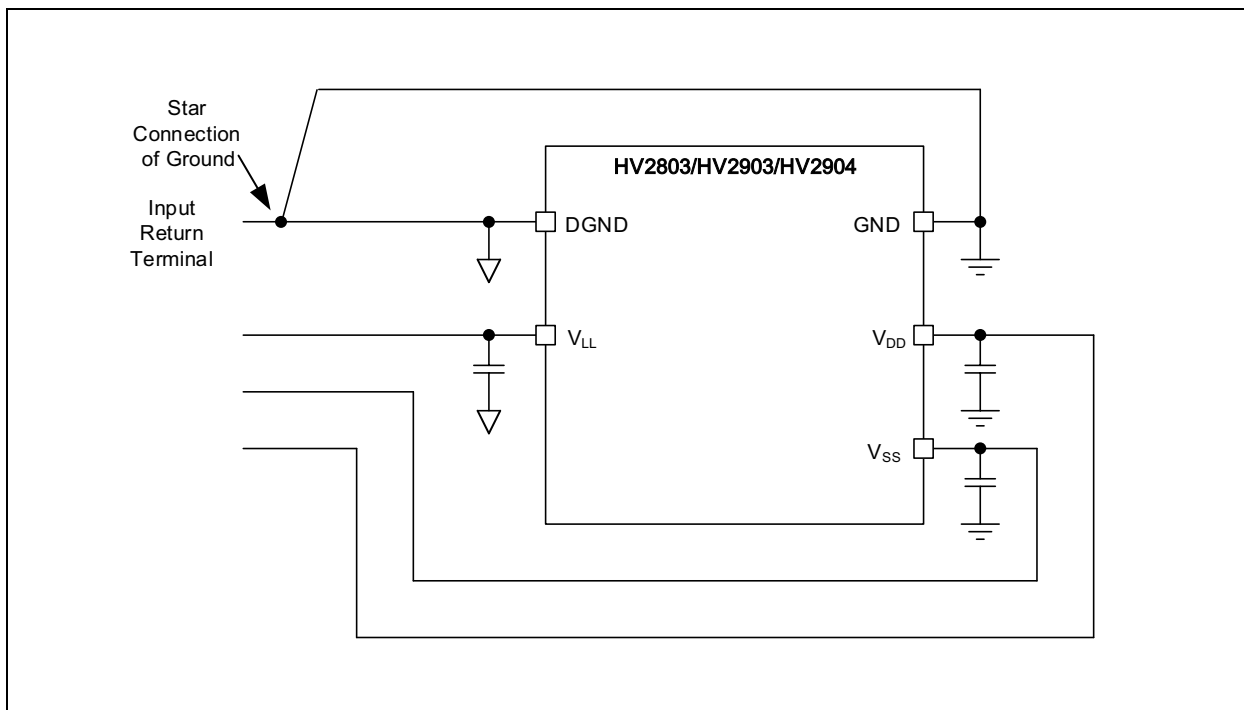 Star
Connection
of Ground
Input
Return
Terminal
HV2803/HV2903/HV2904
DGND
GND
VLL
VDD
VSS